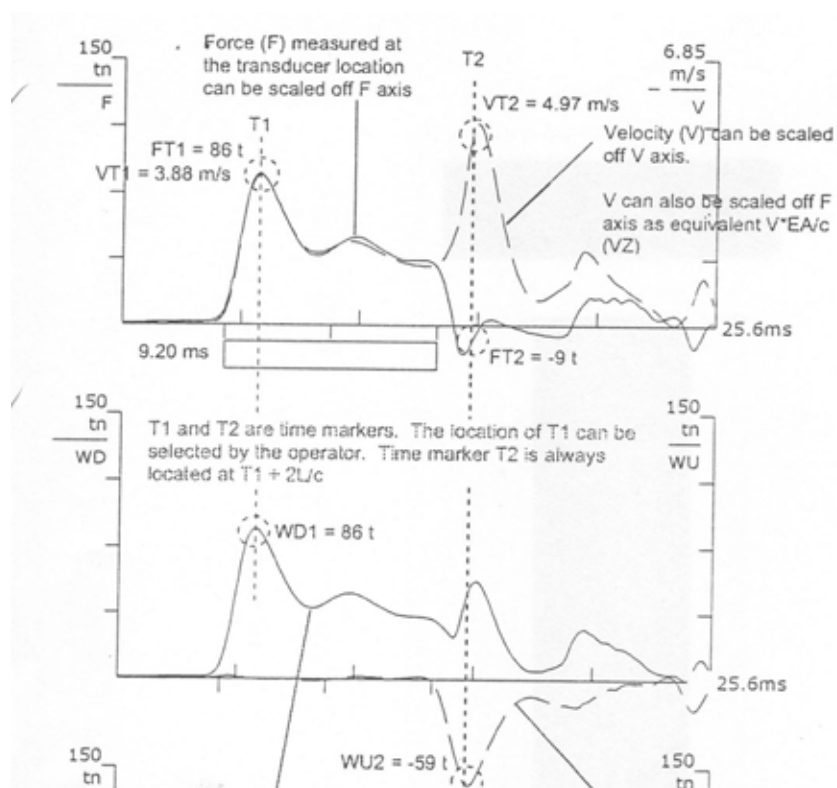 150
tn
F
Force (F) measured at
the transducer location
can be scaled off F axis
T2
6.85
m/s
V
VT2 = 4.97 m/s
T1
FT1 = 86 t
VT1 = 3.88 m/s
Velocity (V) can be scaled
off V axis.
V can also be scaled off F
axis as equivalent V*EA/c
(VZ)
25.6ms
9.20 ms
FT2 = -9 t
150
tn
WD
150
tn
WU
T1 and T2 are time markers. The location of T1 can be
selected by the operator. Time marker T2 is always
located at T1 + 2L/c
WD1 = 86 t
25.6ms
WU2 = -59 t
150
tn
150
tn